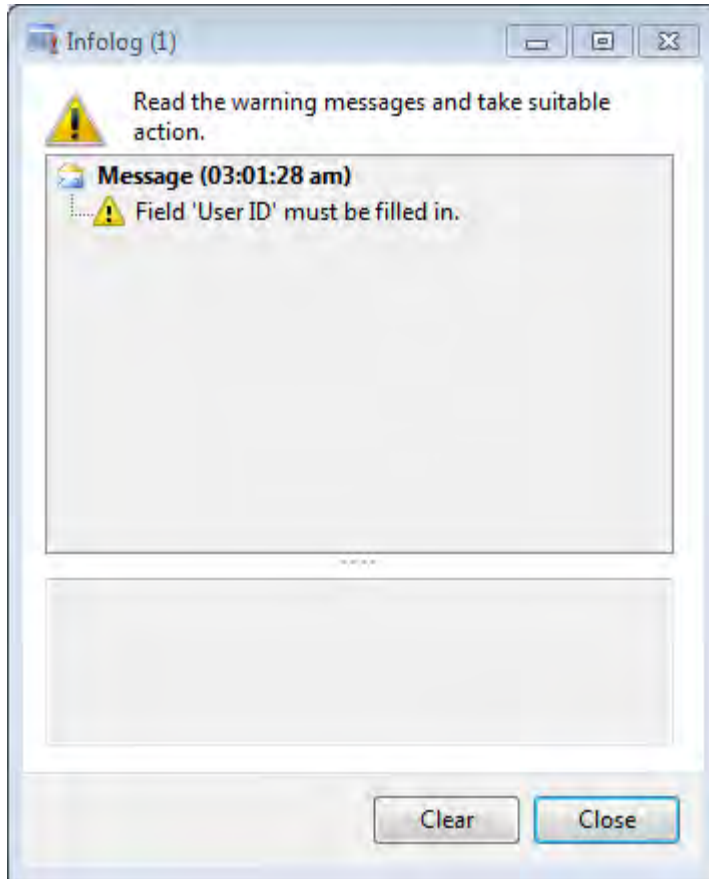 Infolog (1)
Read the warning messages and take suitable
action.
Message (03:01:28 am)
Field 'User ID' must be filled in.
Clear
Close